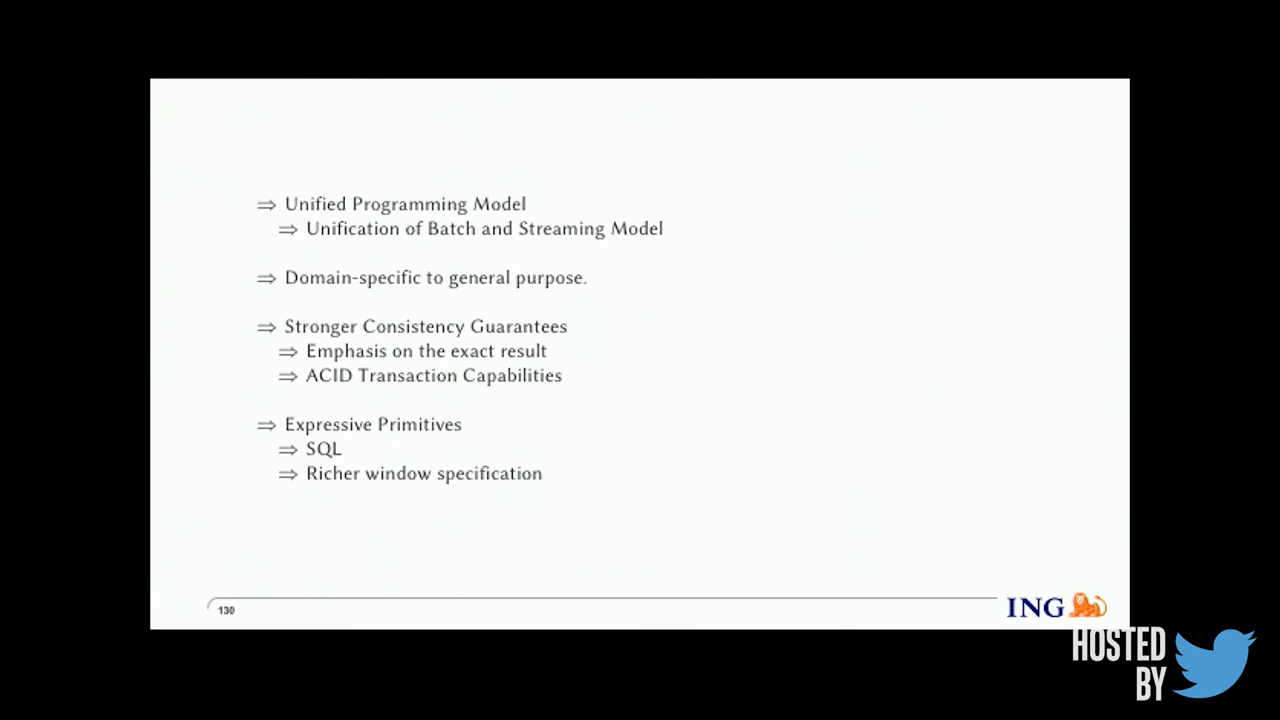 ⇒ Unified Programming Model
⇒ Unification of Batch and Streaming Model
⇒ Domain-specific to general purpose.
⇒ Stronger Consistency Guarantees
⇒ Emphasis on the exact result
⇒ ACID Transaction Capabilities
⇒ Expressive Primitives
⇒ SQL
⇒ Richer window specification
130
ING
HOSTED
BY